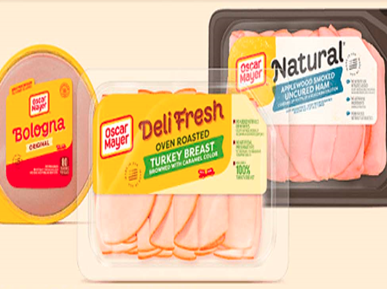 Oscar
Mayer
Bologna
ORIGINAL
Oscar
Mayer
Deli Fresh
OVEN ROASTED
TURKEY BREAST
BROWNED WITH CARAMEL COLOR
100%
Oscar
Mayer
Natural
APPLEWOOD SMOKED
UNCURED HAM